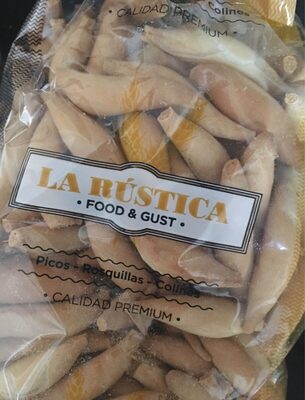 Colines
· CALIDAD PREMIUM ·
LA RÚSTICA
· FOOD & GUST ·
Picos - Rosquillas - Colines
· CALIDAD PREMIUM ·